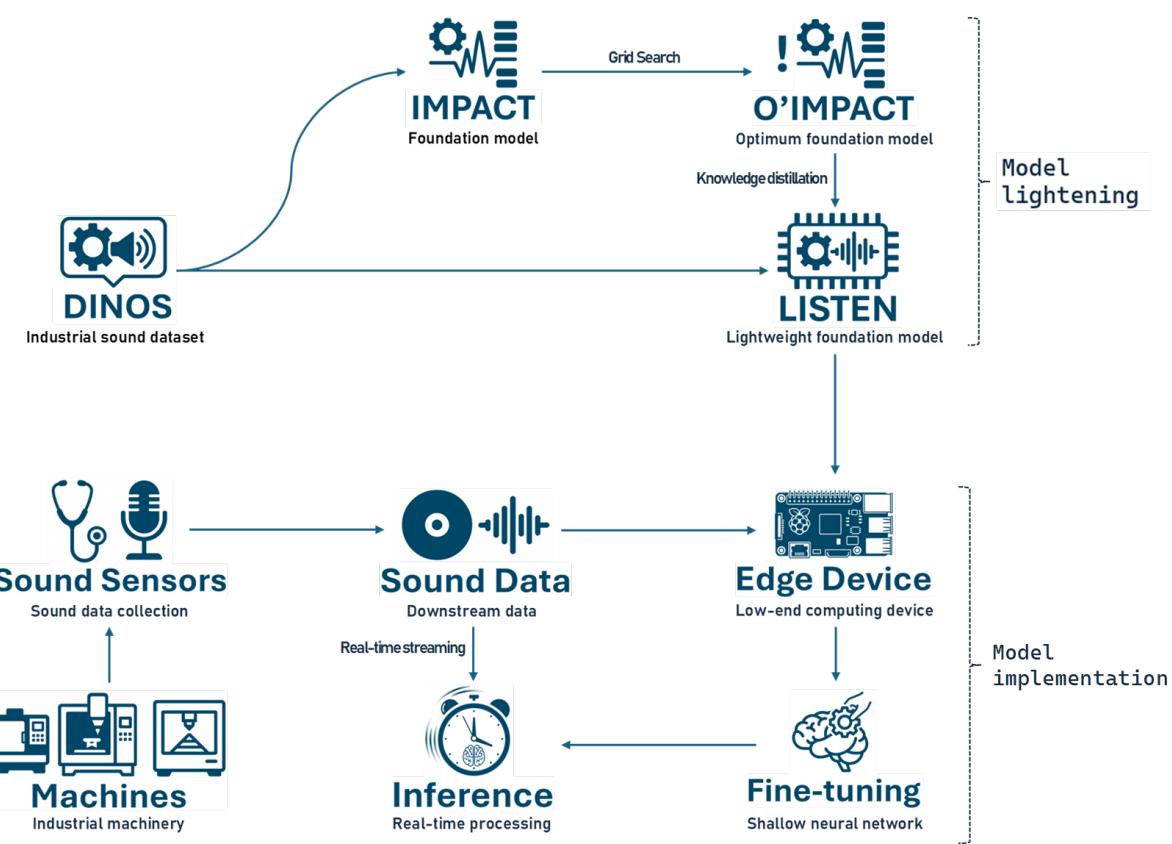 IMPACT
Foundation model
Grid Search
O'IMPACT
Optimum foundation model
Knowledge distillation
Model
lightening
DINOS
Industrial sound dataset
LISTEN
Lightweight foundation model
Sound Sensors
Sound data collection
Sound Data
Downstream data
Edge Device
Low-end computing device
Real-time streaming
Model
implementation
Machines
Industrial machinery
Inference
Real-time processing
Fine-tuning
Shallow neural network